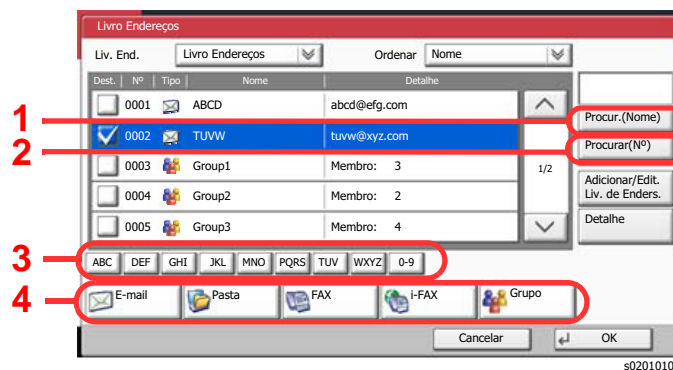 Livro Endereços
Liv. End. Livro Endereços Ordenar Nome
Dest. Nº Tipo Nome Detalhe
0001 ABCD abcd@efg.com
1 Procur.(Nome)
0002 TUVW tuvw@xyz.com
2 Procurar(Nº)
0003 Group1 Membro: 3 1/2
Adicionar/Edit.
Liv. de Enders.
0004 Group2 Membro: 2
Detalhe
0005 Group3 Membro: 4
3 ABC DEF GHI JKL MNO PQRS TUV WXYZ 0-9
4 E-mail Pasta FAX i-FAX Grupo
Cancelar OK
s0201010